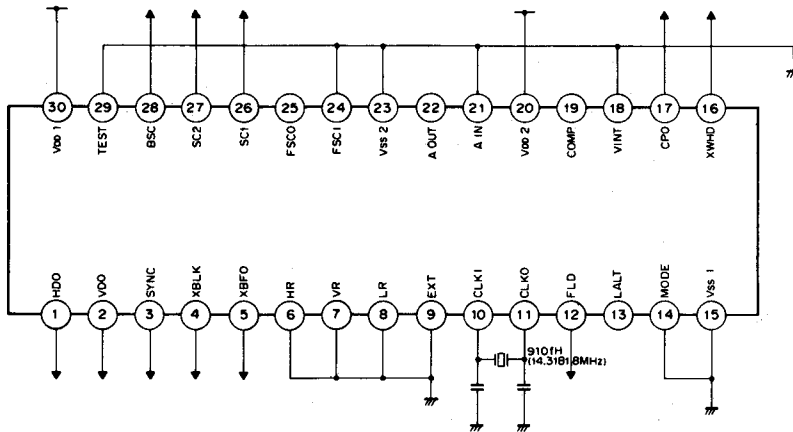 30 29 28 27 26 25 24 23 22 21 20 19 18 17 16
VDD 1 TEST BSC SC2 SC1 FSCO FSCI VSS 2 A OUT A IN VDD 2 COMP VINT CPO XWHD
HDO VDO SYNC XBLK XBFO HR VR LR EXT CLKI CLKO FLD LALT MODE VSS 1
1 2 3 4 5 6 7 8 9 10 11 12 13 14 15
910fH
(14.31818MHz)